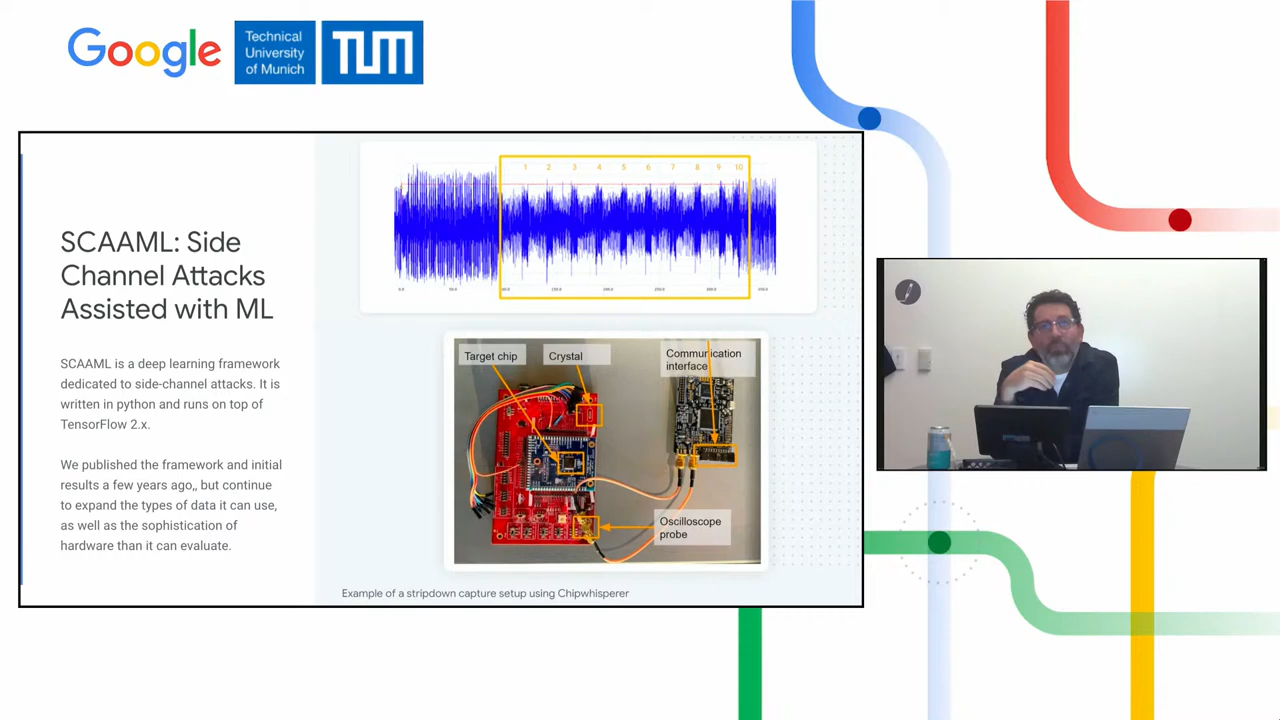 Google
Technical
University
of Munich
TUM
1 2 3 4 5 6 7 8 9 10
SCAAML: Side
Channel Attacks
Assisted with ML
SCAAML is a deep learning framework
dedicated to side-channel attacks. It is
written in python and runs on top of
TensorFlow 2.x.
We published the framework and initial
results a few years ago,, but continue
to expand the types of data it can use,
as well as the sophistication of
hardware than it can evaluate.
Target chip
Crystal
Communication
interface
Oscilloscope
probe
Example of a stripdown capture setup using Chipwhisperer